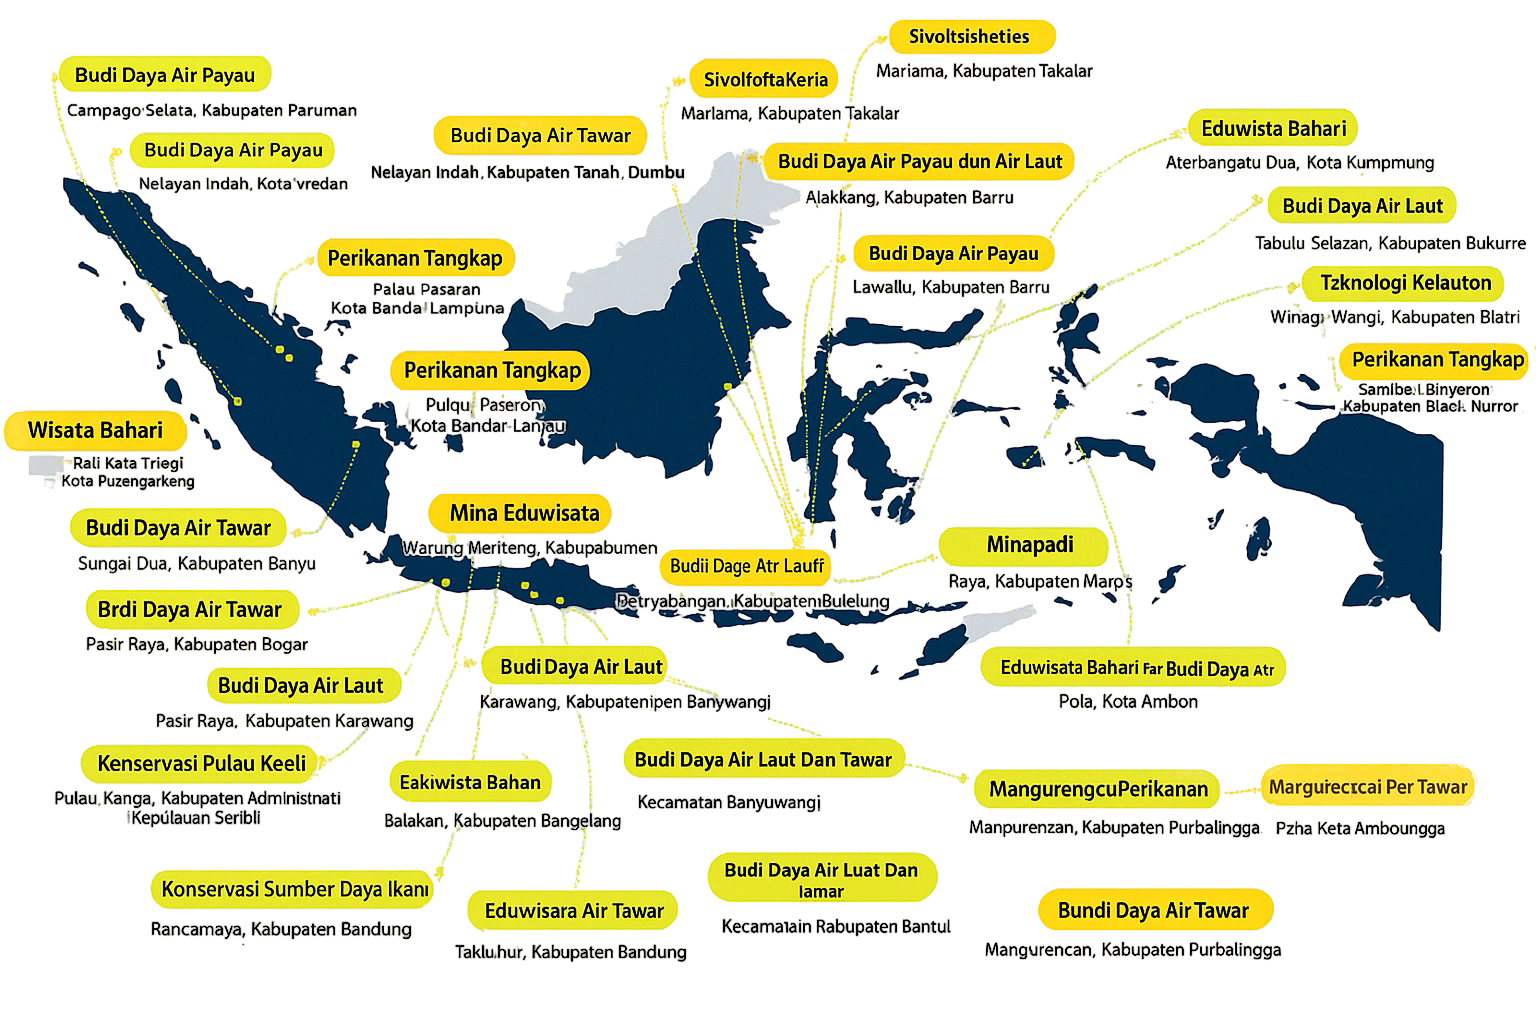 Sivoltsisheties
Mariama, Kabupaten Takalar
Budi Daya Air Payau
Campago Selata, Kabupaten Paruman
SivolfoftaKeria
Marlama, Kabupaten Takalar
Budi Daya Air Payau
Nelayan Indah, Kota vredan
Budi Daya Air Tawar
Nelayan Indah, Kabupaten Tanah, Dumbu
Budi Daya Air Payau dun Air Laut
Alakkang, Kabupaten Barru
Eduwista Bahari
Aterbangatu Dua, Kota Kumpmung
Budi Daya Air Laut
Tabulu Selazan, Kabupaten Bukurre
Perikanan Tangkap
Palau Pasaran
Kota Banda Lampuna
Budi Daya Air Payau
Lawallu, Kabupaten Barru
Tzknologi Kelauton
Winagi Wangi, Kabupaten Blatri
Perikanan Tangkap
Pulqu Paseron
Kota Bandar Lanjau
Perikanan Tangkap
Sambel Binyeron
Kabupaten Blacl. Nurror
Wisata Bahari
Rali Kata Triegi
Kota Puzengarkeng
Budi Daya Air Tawar
Sungai Dua, Kabupaten Banyu
Mina Eduwisata
Warung Meriteng, Kabupabumen
Budii Dage Atr Lauff
Petryabangan, Kabupaten Bulelung
Minapadi
Raya, Kabupaten Marps
Brdi Daya Air Tawar
Pasir Raya, Kabupaten Bogar
Budi Daya Air Laut
Pasir Raya, Kabupaten Karawang
Budi Daya Air Laut
Karawang, Kabupatenipen Banywangi
Eduwisata Bahari Far Budi Daya Atr
Pola, Kota Ambon
Kenservasi Pulau Keeli
Pulau Kanga, Kabupaten Administnati
Kepulauan Seribli
Eakiwista Bahan
Balakan, Kabupaten Bangelang
Budi Daya Air Laut Dan Tawar
Kecamatan Banyuwangi
MangurengcuPerikanan
Manpurenzan, Kabupaten Purbalingga
Margurecxcai Per Tawar
Pzha Keta Amboungga
Konservasi Sumber Daya Ikanı
Rancamaya, Kabupaten Bandung
Eduwisara Air Tawar
Takluhur, Kabupaten Bandung
Budi Daya Air Luat Dan
Iamar
Kecamaıain Rabupaten Bantul
Bundi Daya Air Tawar
Mangurencan, Kabupaten Purbalingga